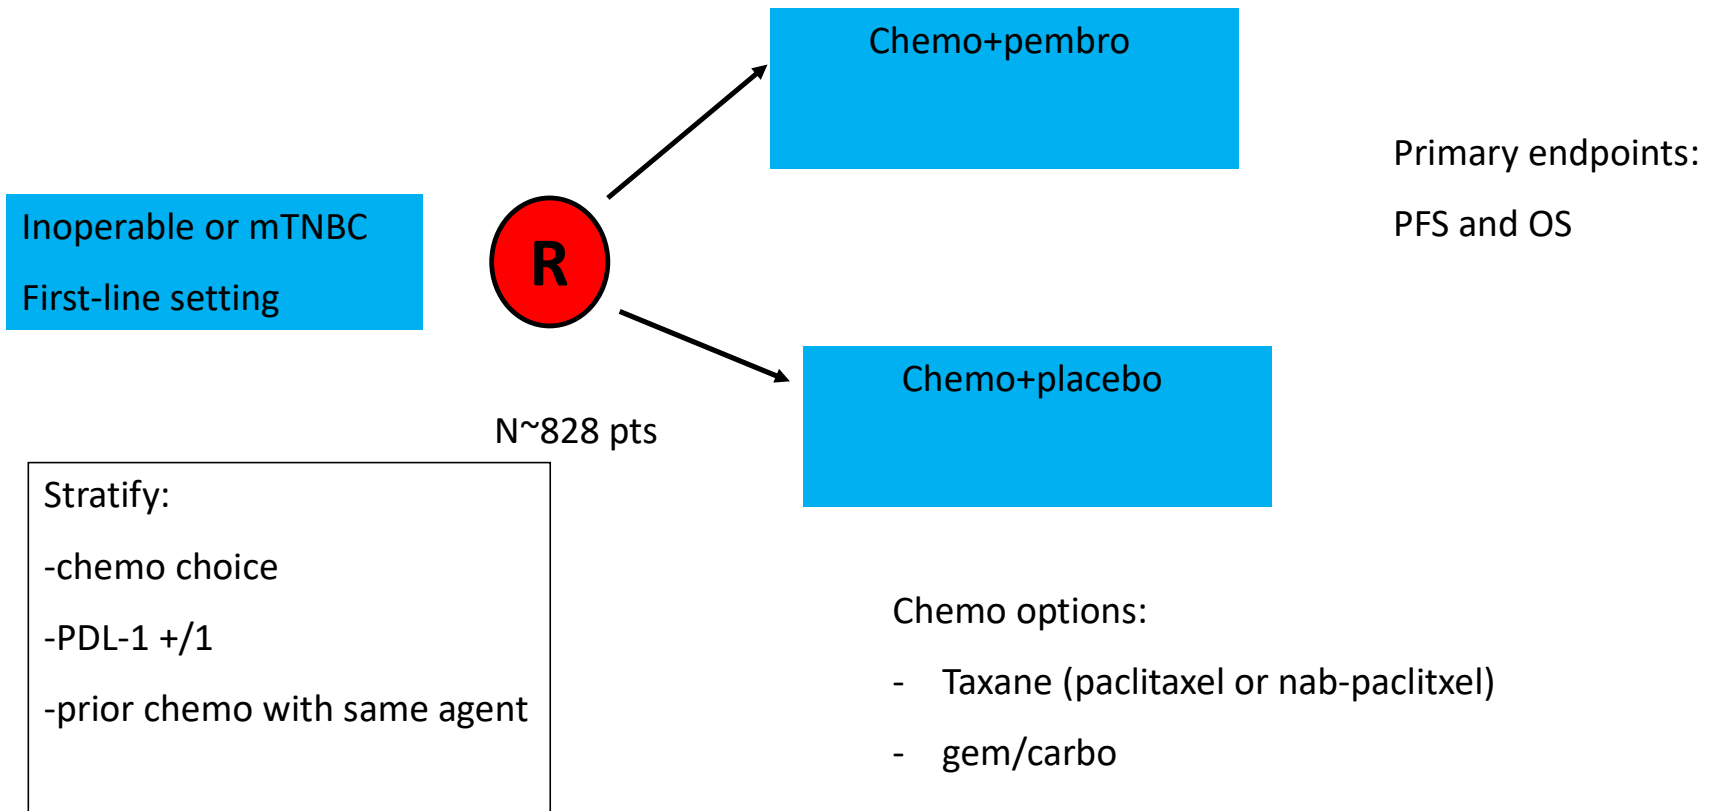 Chemo+pembro
Primary endpoints:
PFS and OS
Inoperable or mTNBC
First-line setting
R
Chemo+placebo
N~828 pts
Stratify:
-chemo choice
-PDL-1 +/1
-prior chemo with same agent
Chemo options:
- Taxane (paclitaxel or nab-paclitxel)
- gem/carbo